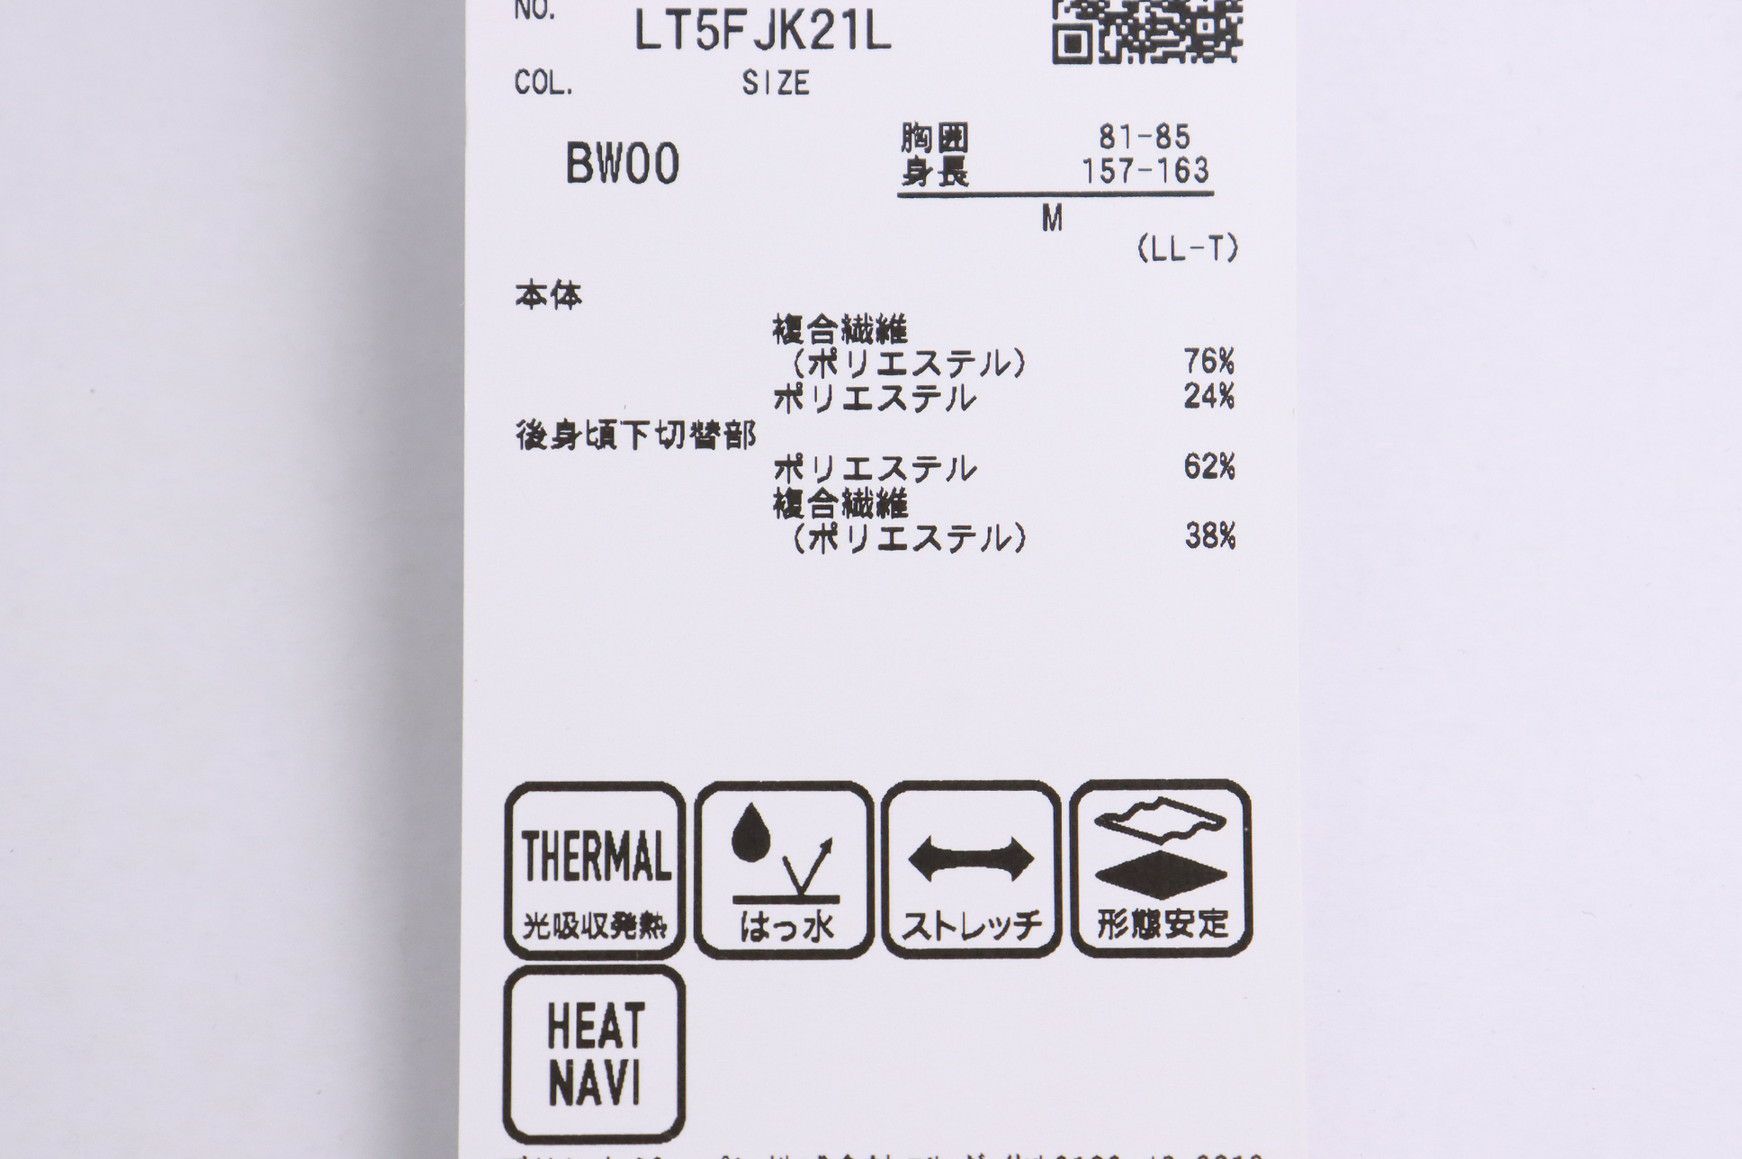 NO.
LT5FJK21L
COL. SIZE
胸囲 81-85
BW00
身長 157-163
M
(LL-T)
本体
複合繊維
(ポリエステル) 76%
ポリエステル 24%
後身頃下切替部
ポリエステル 62%
複合繊維
(ポリエステル) 38%
THERMAL
光吸収発熱
はっ水
ストレッチ
形態安定
HEAT
NAVI